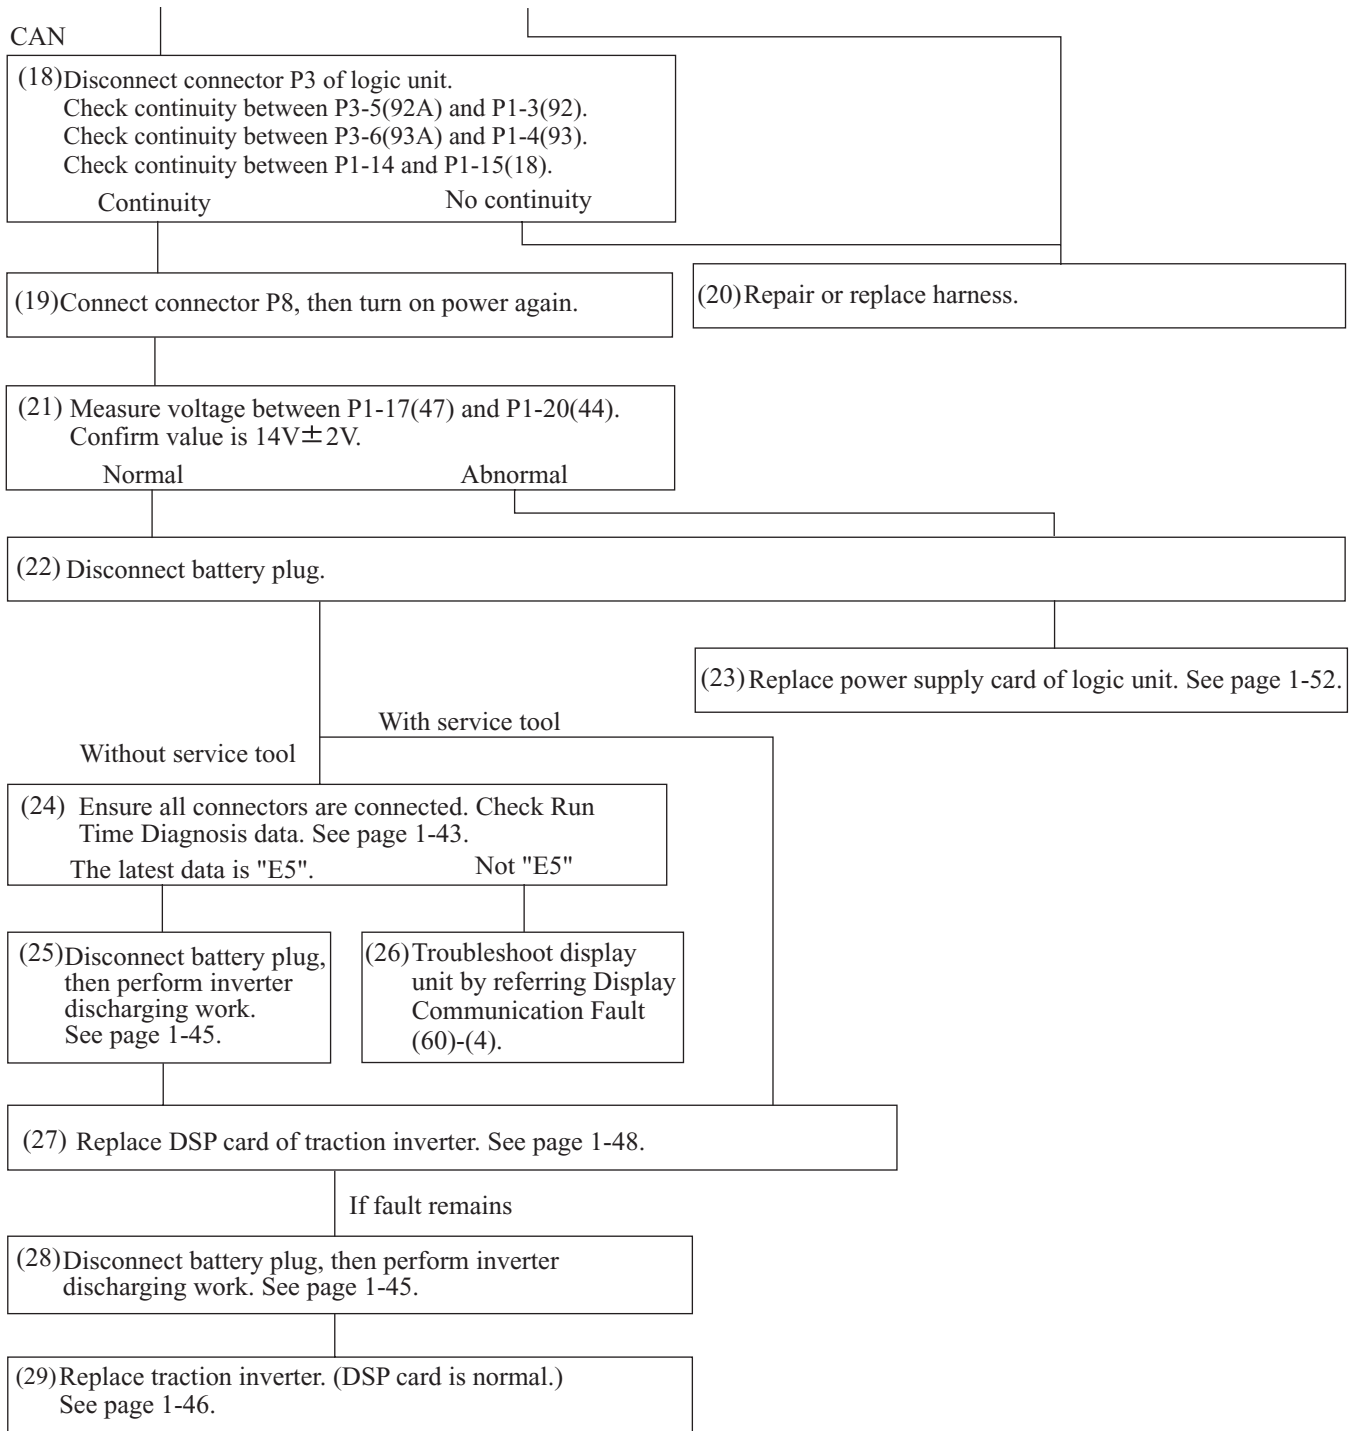 CAN
(18)Disconnect connector P3 of logic unit.
Check continuity between P3-5(92A) and P1-3(92).
Check continuity between P3-6(93A) and P1-4(93).
Check continuity between P1-14 and P1-15(18).
Continuity No continuity
(19)Connect connector P8, then turn on power again.
(20)Repair or replace harness.
(21) Measure voltage between P1-17(47) and P1-20(44).
Confirm value is 14V±2V.
Normal Abnormal
(22) Disconnect battery plug.
(23)Replace power supply card of logic unit. See page 1-52.
With service tool
Without service tool
(24) Ensure all connectors are connected. Check Run
Time Diagnosis data. See page 1-43.
The latest data is "E5". Not "E5"
(25)Disconnect battery plug,
then perform inverter
discharging work.
See page 1-45.
(26)Troubleshoot display
unit by referring Display
Communication Fault
(60)-(4).
(27) Replace DSP card of traction inverter. See page 1-48.
If fault remains
(28)Disconnect battery plug, then perform inverter
discharging work. See page 1-45.
(29)Replace traction inverter. (DSP card is normal.)
See page 1-46.